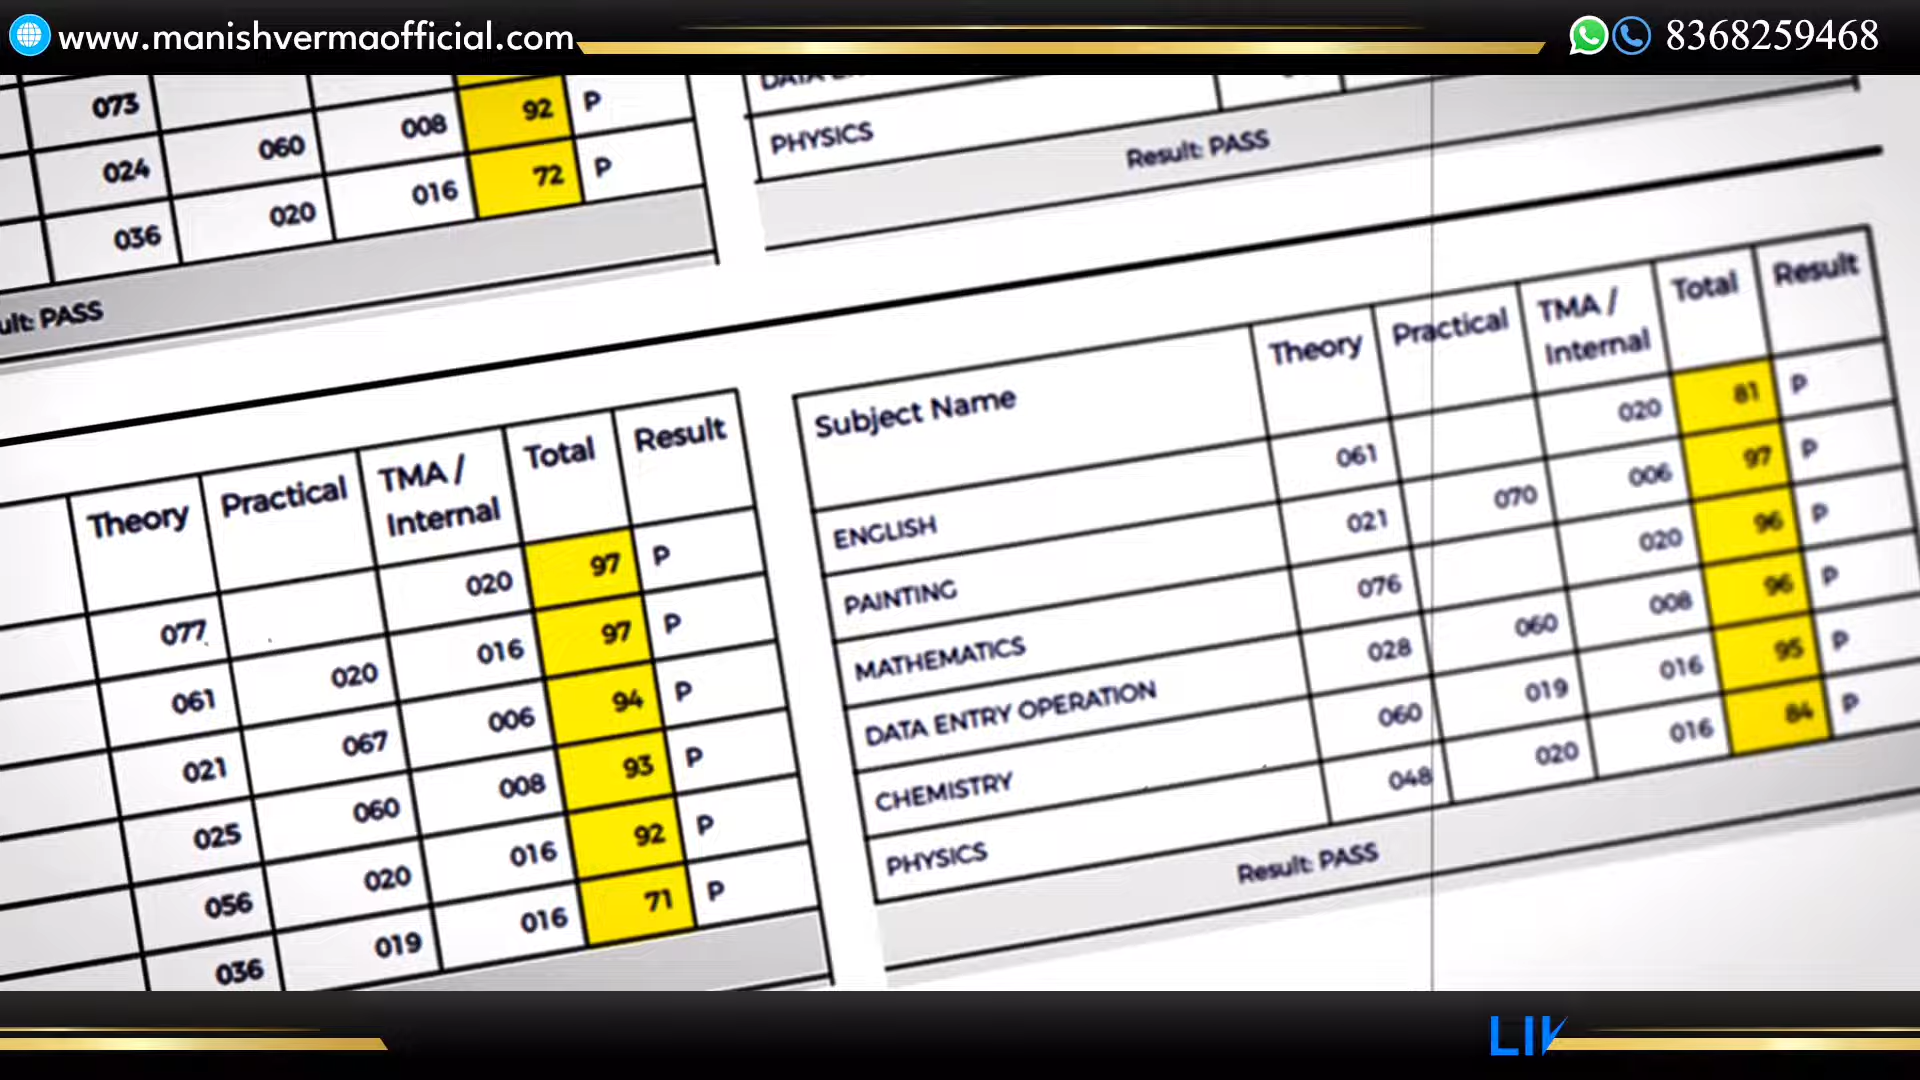 www.manishvermaofficial.com
8368259468
073
024 060 008 92 P
036 020 016 72 P
PHYSICS
Result: PASS
PASS
Theory Practical TMA / Internal Total Result
077 020 97 P
061 020 016 97 P
021 067 006 94 P
025 060 008 93 P
056 020 016 92 P
036 019 016 71 P
Subject Name Theory Practical TMA / Internal Total Result
ENGLISH 061 020 81 P
PAINTING 021 070 006 97 P
MATHEMATICS 076 020 96 P
DATA ENTRY OPERATION 028 060 008 96 P
CHEMISTRY 060 019 016 95 P
PHYSICS 048 020 016 84 P
Result: PASS